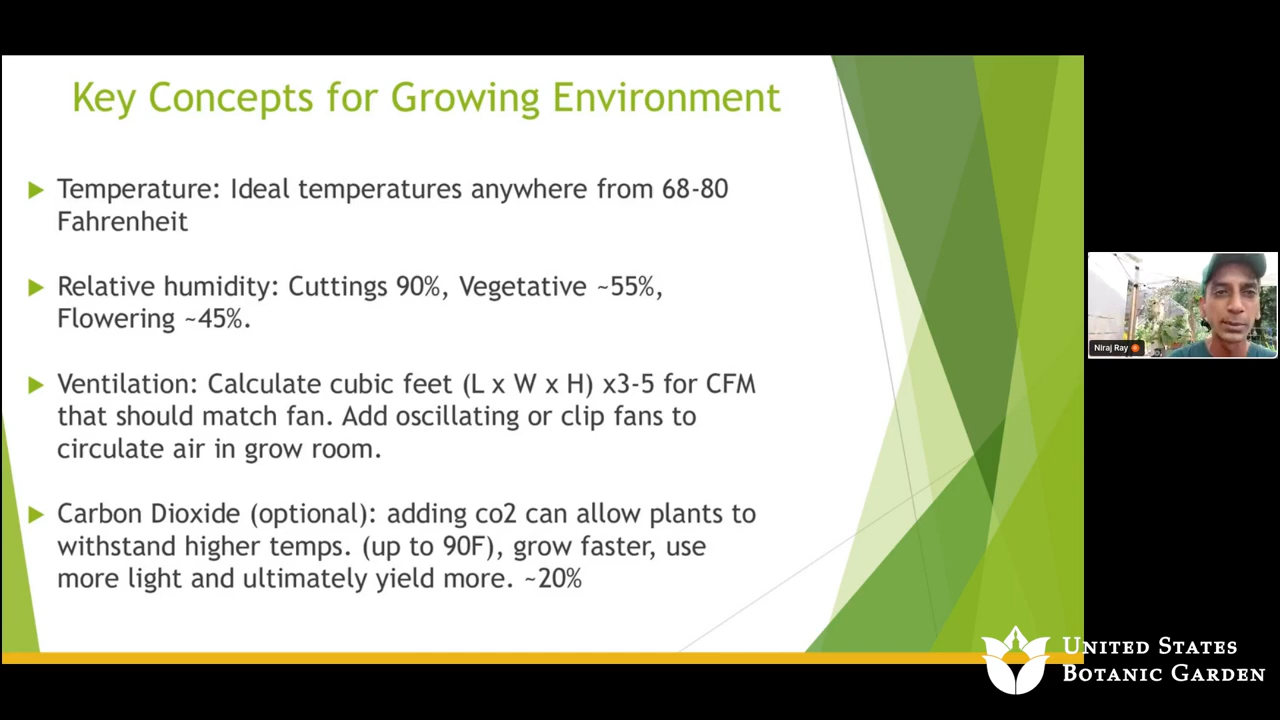 Key Concepts for Growing Environment
Temperature: Ideal temperatures anywhere from 68-80
Fahrenheit
Relative humidity: Cuttings 90%, Vegetative ~55%,
Flowering ~45%.
Ventilation: Calculate cubic feet (L x W x H) x3-5 for CFM
that should match fan. Add oscillating or clip fans to
circulate air in grow room.
Carbon Dioxide (optional): adding co2 can allow plants to
withstand higher temps. (up to 90F), grow faster, use
more light and ultimately yield more. ~20%
Niraj Ray
UNITED STATES
BOTANIC GARDEN